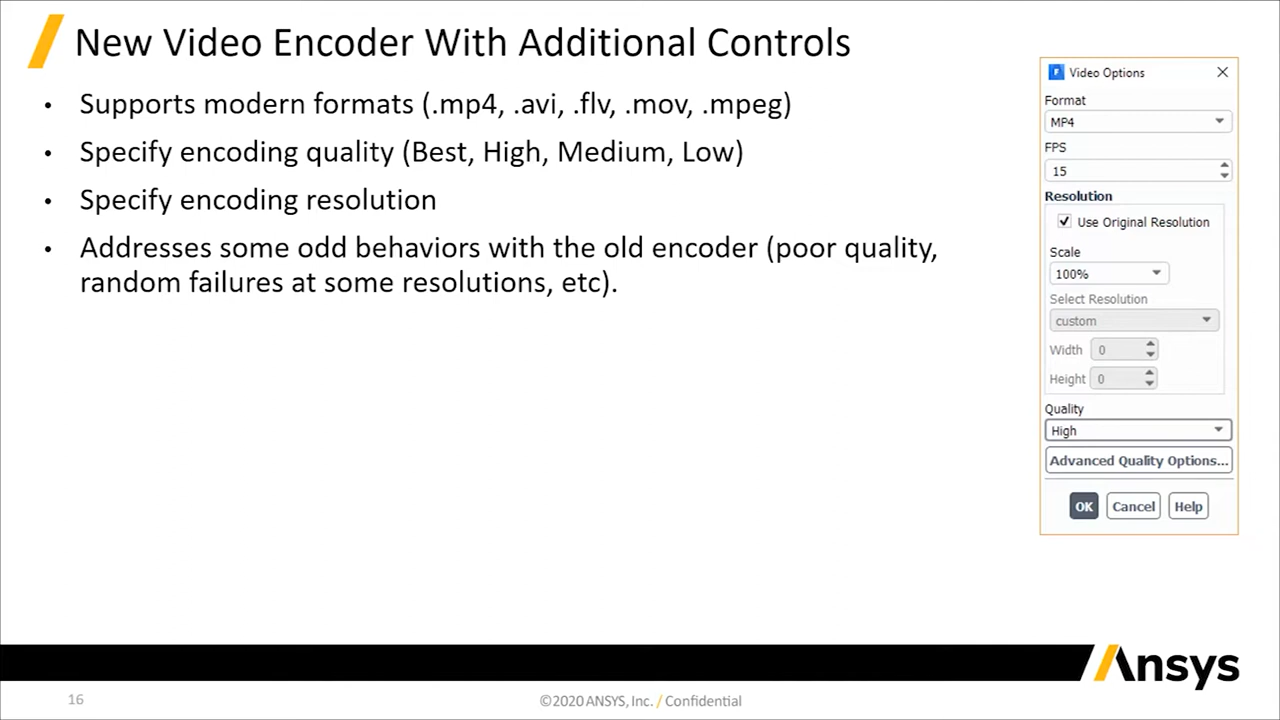 New Video Encoder With Additional Controls
• Supports modern formats (.mp4, .avi, .flv, .mov, .mpeg)
• Specify encoding quality (Best, High, Medium, Low)
• Specify encoding resolution
• Addresses some odd behaviors with the old encoder (poor quality,
random failures at some resolutions, etc).
Video Options
Format
MP4
FPS
15
Resolution
Use Original Resolution
Scale
100%
Select Resolution
custom
Width 0
Height 0
Quality
High
Advanced Quality Options...
OK Cancel Help
Ansys
16
©2020 ANSYS, Inc. / Confidential